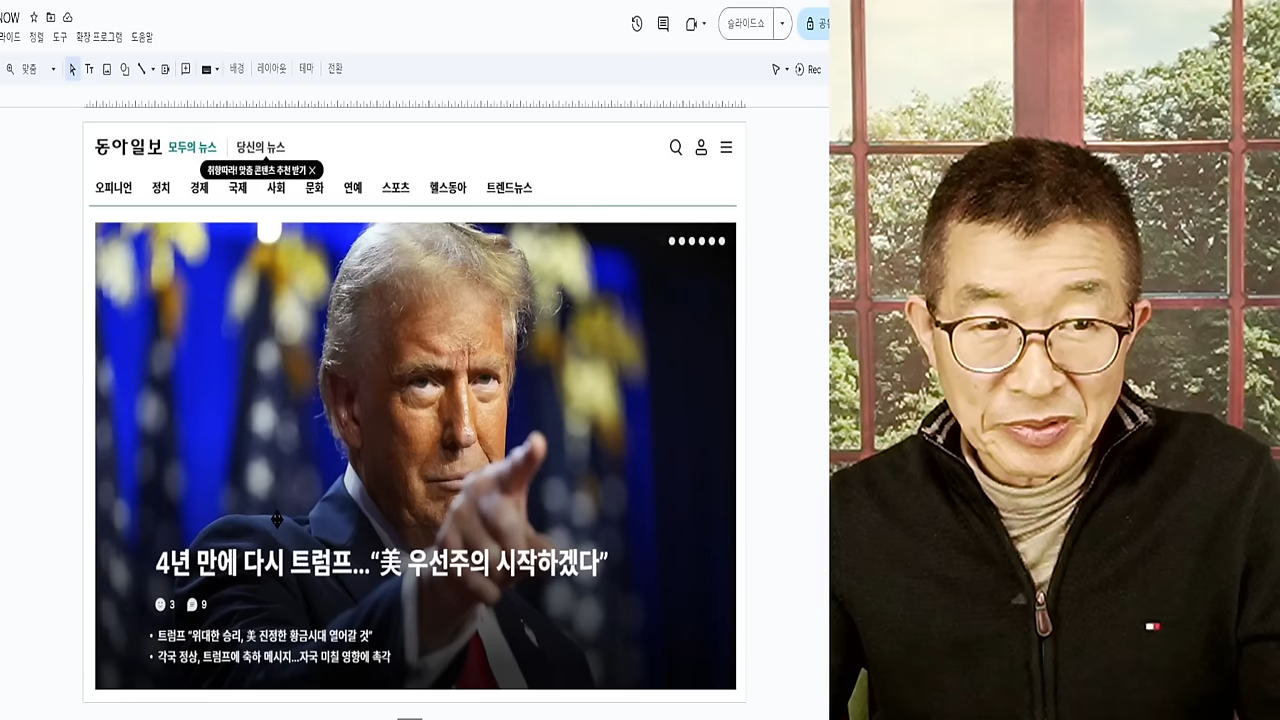 NOW
라이드 정렬 도구 확장 프로그램 도움말
슬라이드쇼
맞춤
Tт
배경
레이아웃
테마
전환
Rec
동아일보 모두의 뉴스 당신의 뉴스
취향따라! 맞춤 콘텐츠 추천 받기 X
오피니언 정치 경제 국제 사회 문화 연예 스포츠 헬스동아 트렌드뉴스
4년 만에 다시 트럼프...“美 우선주의 시작하겠다”
3 9
· 트럼프 “위대한 승리, 美 진정한 황금시대 열어갈 것”
· 각국 정상, 트럼프에 축하 메시지...자국 미칠 영향에 촉각